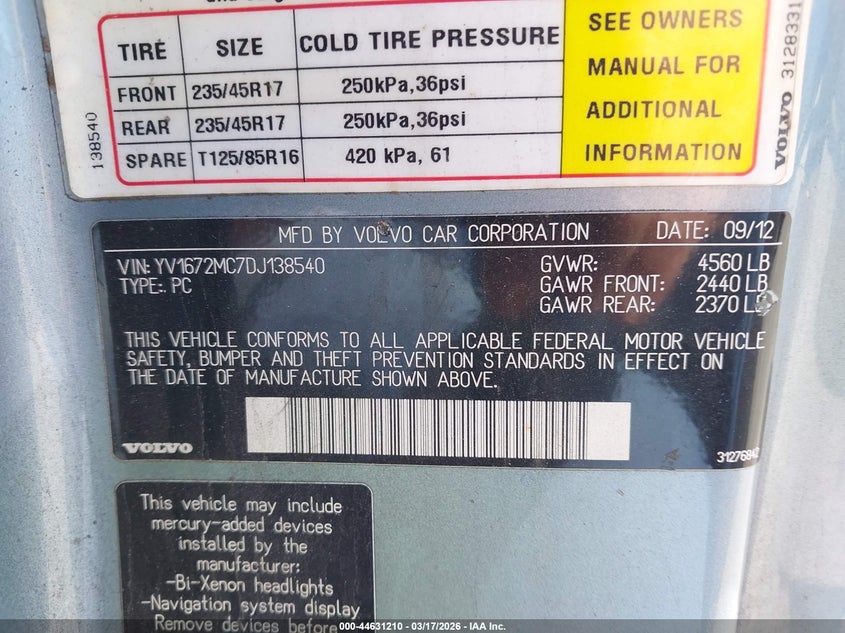 TIRE SIZE COLD TIRE PRESSURE
FRONT 235/45R17 250kPa,36psi
REAR 235/45R17 250kPa,36psi
SPARE T125/85R16 420 kPa, 61
SEE OWNERS
MANUAL FOR
ADDITIONAL
INFORMATION
138540
VOLVO 3128331
MFD BY VOLVO CAR CORPORATION DATE: 09/12
VIN: YV1672MC7DJ138540 GVWR: 4560 LB
TYPE: PC GAWR FRONT: 2440 LB
GAWR REAR: 2370 LB
THIS VEHICLE CONFORMS TO ALL APPLICABLE FEDERAL MOTOR VEHICLE
SAFETY, BUMPER AND THEFT PREVENTION STANDARDS IN EFFECT ON
THE DATE OF MANUFACTURE SHOWN ABOVE.
VOLVO 31276842
This vehicle may include
mercury-added devices
installed by the
manufacturer:
-Bi-Xenon headlights
-Navigation system display
Remove devices before
000-44631210 - 03/17/2026 - IAA Inc.